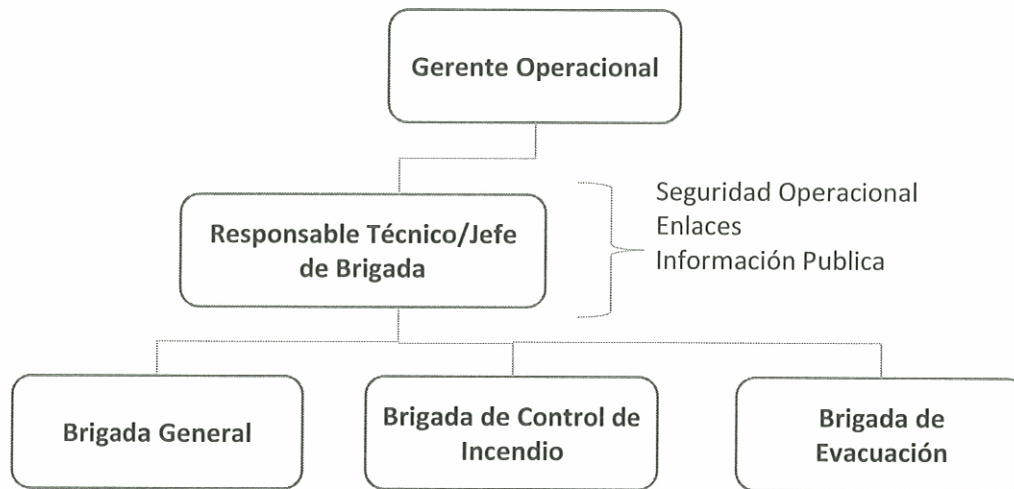 Gerente Operacional
Responsable Técnico/Jefe
de Brigada
Seguridad Operacional
Enlaces
Información Publica
Brigada General
Brigada de Control de
Incendio
Brigada de
Evacuación